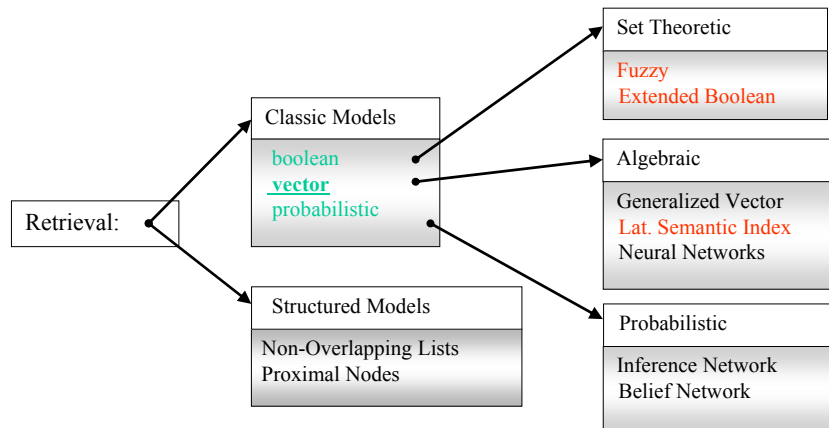 Retrieval:
Classic Models
boolean
vector
probabilistic
Structured Models
Non-Overlapping Lists
Proximal Nodes
Set Theoretic
Fuzzy
Extended Boolean
Algebraic
Generalized Vector
Lat. Semantic Index
Neural Networks
Probabilistic
Inference Network
Belief Network